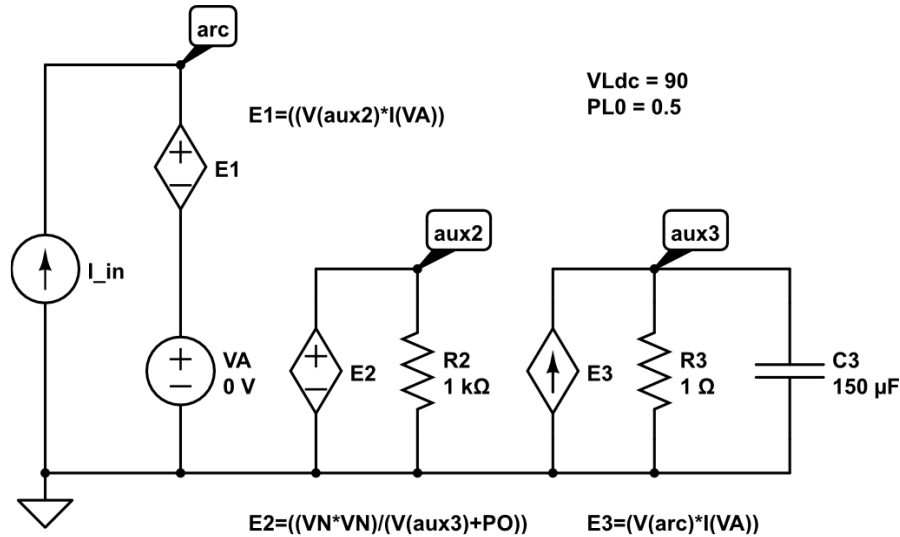 arc
VLdc = 90
PL0 = 0.5
E1=((V(aux2)*I(VA))
E1
aux2
aux3
I_in
VA
0 V
E2
R2
1 kΩ
E3
R3
1 Ω
C3
150 µF
E2=((VN*VN)/(V(aux3)+PO))
E3=(V(arc)*I(VA))